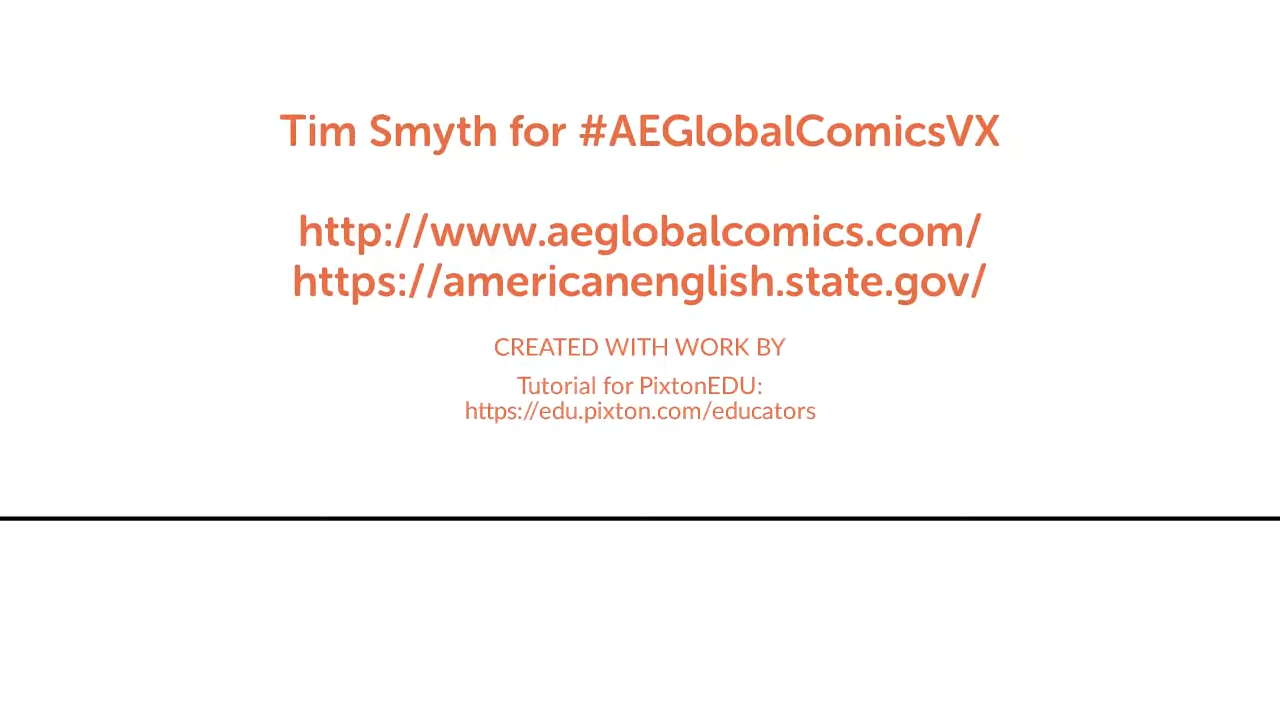 Tim Smyth for #AEGlobalComicsVX
http://www.aeglobalcomics.com/
https://americanenglish.state.gov/
CREATED WITH WORK BY
Tutorial for PixtonEDU:
https://edu.pixton.com/educators